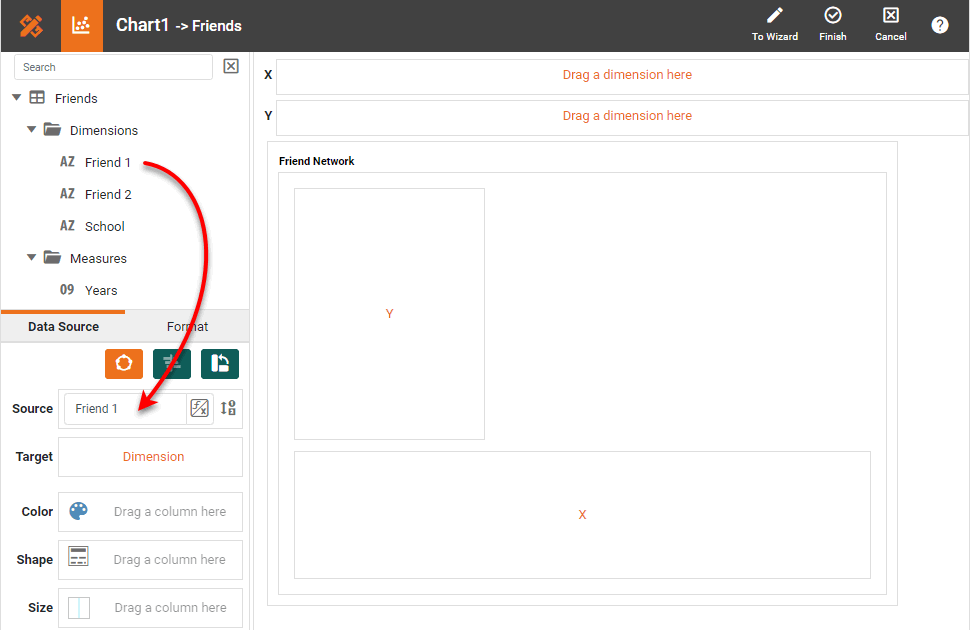 Chart1 -> Friends
To Wizard
Finish
Cancel
?
Search
X
Drag a dimension here
Friends
Y
Drag a dimension here
Dimensions
Friend Network
AZ Friend 1
AZ Friend 2
AZ School
Measures
09 Years
Y
Data Source
Format
Source
Friend 1
fx
Target
Dimension
Color
Drag a column here
X
Shape
Drag a column here
Size
Drag a column here